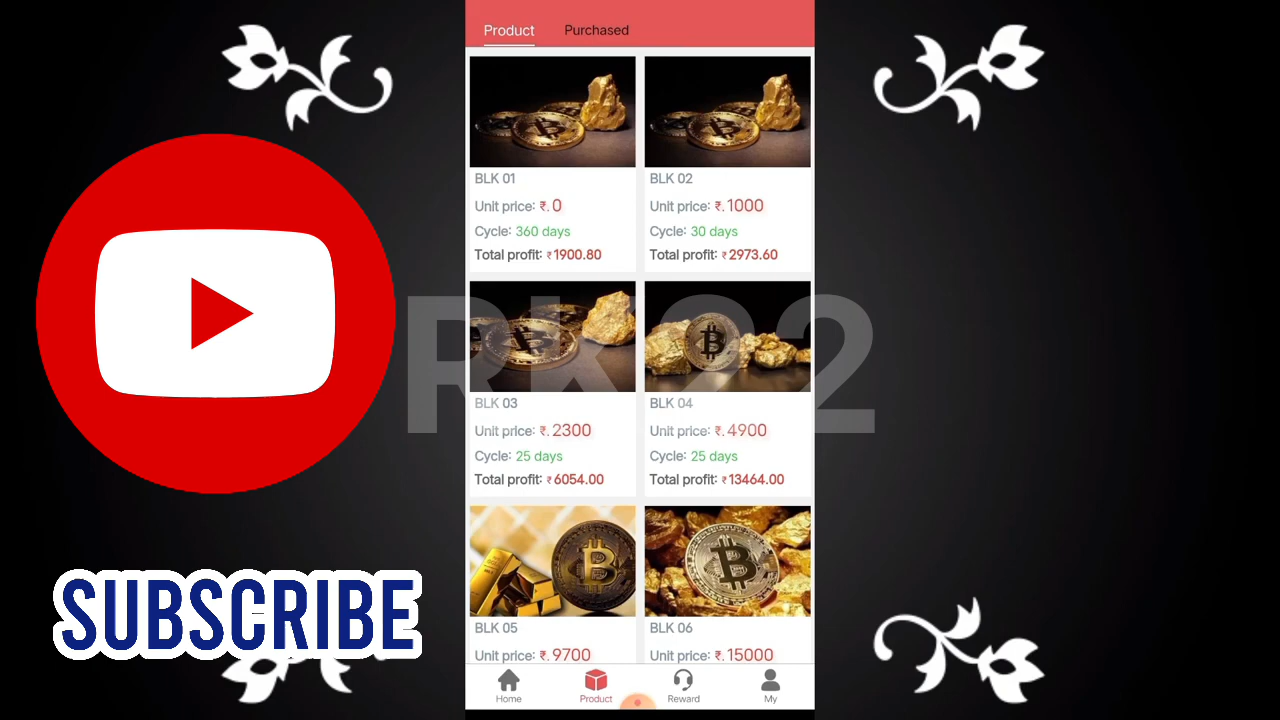 Product Purchased
BLK 01
Unit price: ₹. 0
Cycle: 360 days
Total profit: ₹1900.80
BLK 02
Unit price: ₹. 1000
Cycle: 30 days
Total profit: ₹2973.60
BLK 03
Unit price: ₹. 2300
Cycle: 25 days
Total profit: ₹6054.00
BLK 04
Unit price: ₹. 4900
Cycle: 25 days
Total profit: ₹13464.00
BLK 05
Unit price: ₹. 9700
BLK 06
Unit price: ₹. 15000
Home Product Reward My
RK 22
SUBSCRIBE